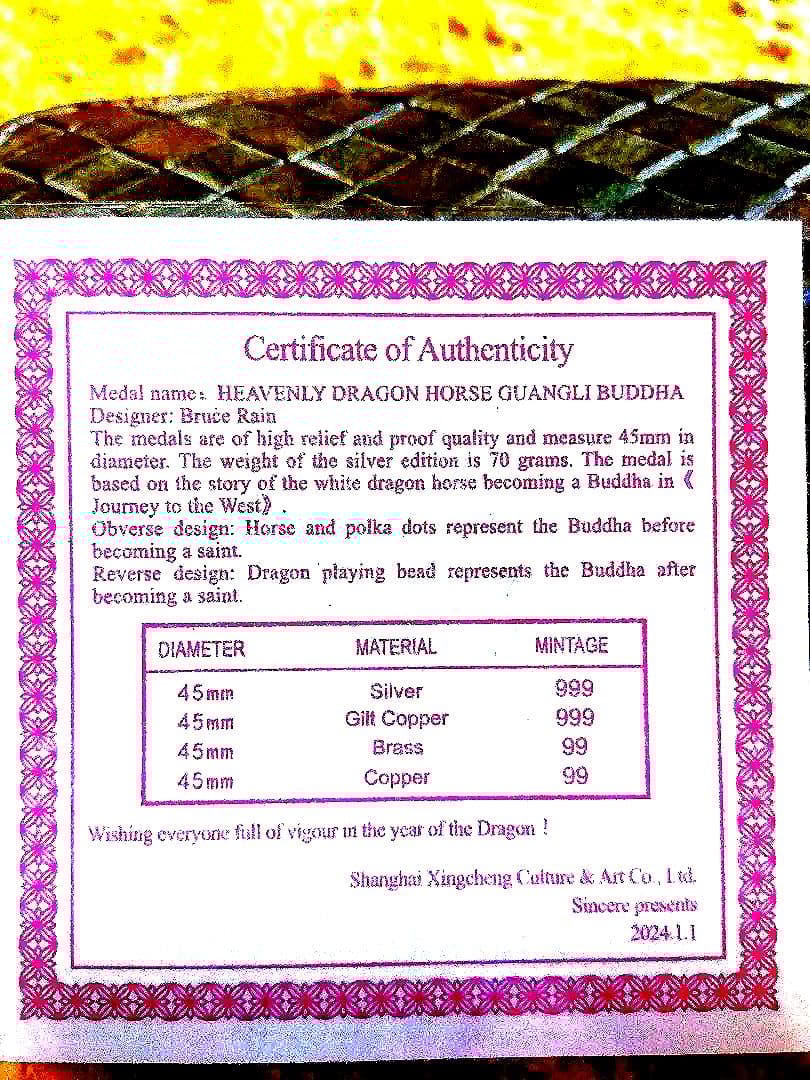 Certificate of Authenticity
Medal name: HEAVENLY DRAGON HORSE GUANGLI BUDDHA
Designer: Bruce Rain
The medals are of high relief and proof quality and measure 45mm in
diameter. The weight of the silver edition is 70 grams. The medal is
based on the story of the white dragon horse becoming a Buddha in《
Journey to the West》.
Obverse design: Horse and polka dots represent the Buddha before
becoming a saint.
Reverse design: Dragon playing bead represents the Buddha after
becoming a saint.
DIAMETER MATERIAL MINTAGE
45mm Silver 999
45mm Gilt Copper 999
45mm Brass 99
45mm Copper 99
Wishing everyone full of vigour in the year of the Dragon !
Shanghai Xingcheng Culture & Art Co., Ltd.
Sincere presents
2024.1.1